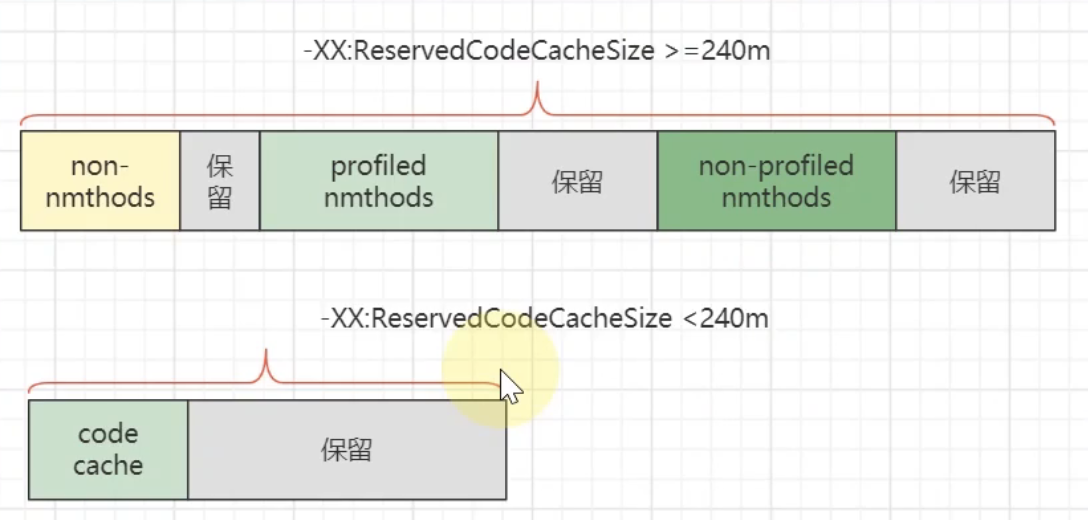 -XX:ReservedCodeCacheSize >=240m
non-
nmthods
保
留
profiled
nmthods
保留
non-profiled
nmthods
保留
-XX:ReservedCodeCacheSize <240m
code
cache
保留